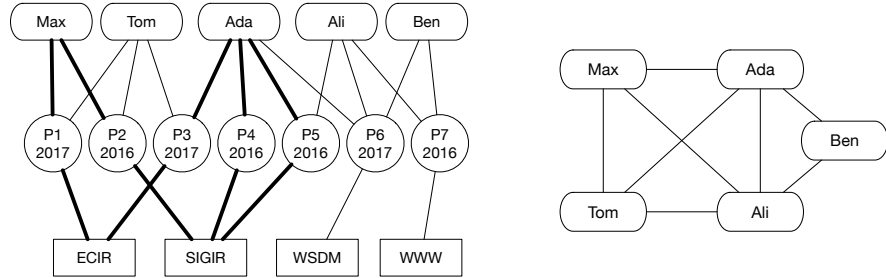 Max Tom Ada Ali Ben
P1 P2 P3 P4 P5 P6 P7
2017 2016 2017 2016 2016 2017 2016
ECIR SIGIR WSDM WWW
Max Ada
Ben
Tom Ali